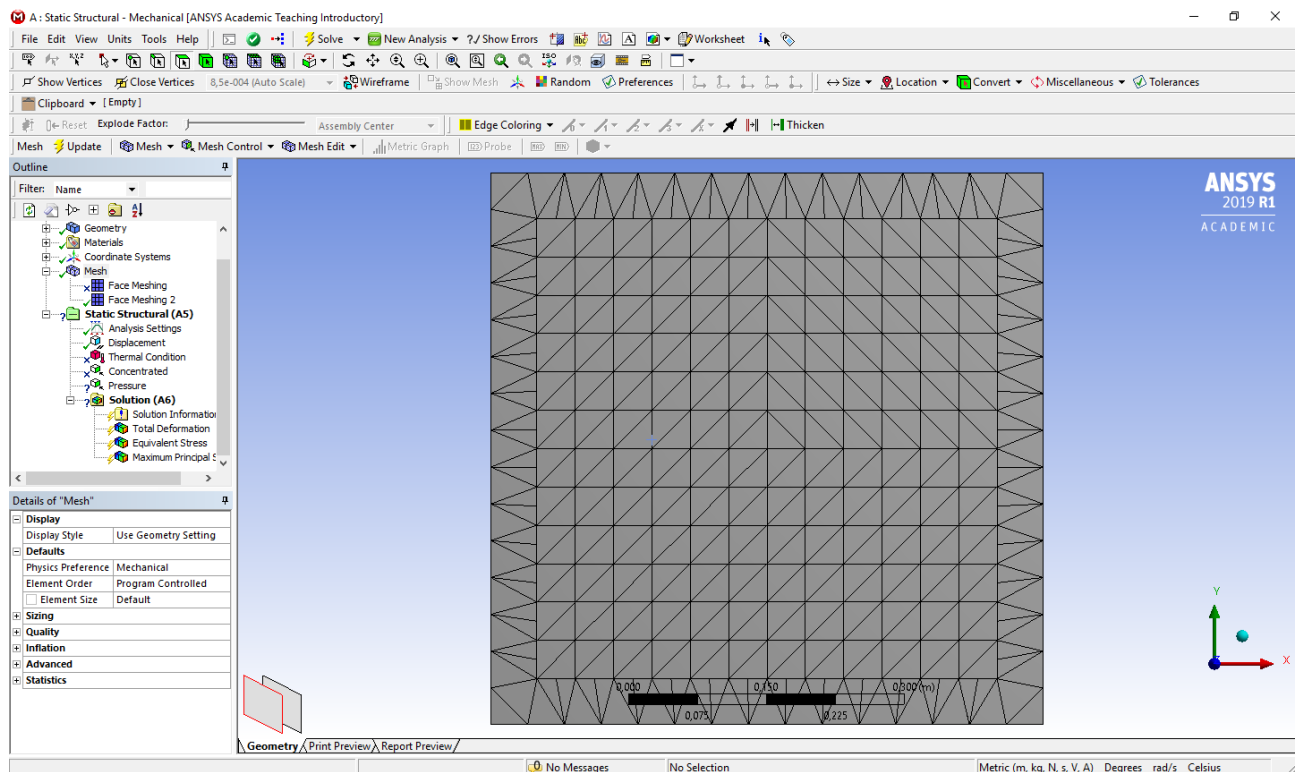 A : Static Structural - Mechanical [ANSYS Academic Teaching Introductory]
File Edit View Units Tools Help Solve New Analysis ?/ Show Errors Worksheet
Show Vertices Close Vertices 8,5e-004 (Auto Scale) Wireframe Show Mesh Random Preferences Size Location Convert Miscellaneous Tolerances
Clipboard [Empty]
Reset Explode Factor: Assembly Center Edge Coloring Thicken
Mesh Update Mesh Mesh Control Mesh Edit Metric Graph Probe
Outline
Filter: Name
Geometry
Materials
Coordinate Systems
Mesh
Face Meshing
Face Meshing 2
Static Structural (A5)
Analysis Settings
Displacement
Thermal Condition
Concentrated
Pressure
Solution (A6)
Solution Information
Total Deformation
Equivalent Stress
Maximum Principal S
Details of "Mesh"
Display
Display Style Use Geometry Setting
Defaults
Physics Preference Mechanical
Element Order Program Controlled
Element Size Default
Sizing
Quality
Inflation
Advanced
Statistics
ANSYS
2019 R1
ACADEMIC
0,000 0,150 0,300 (m)
0,075 0,225
Y
X
Geometry Print Preview Report Preview
No Messages No Selection Metric (m, kg, N, s, V, A) Degrees rad/s Celsius